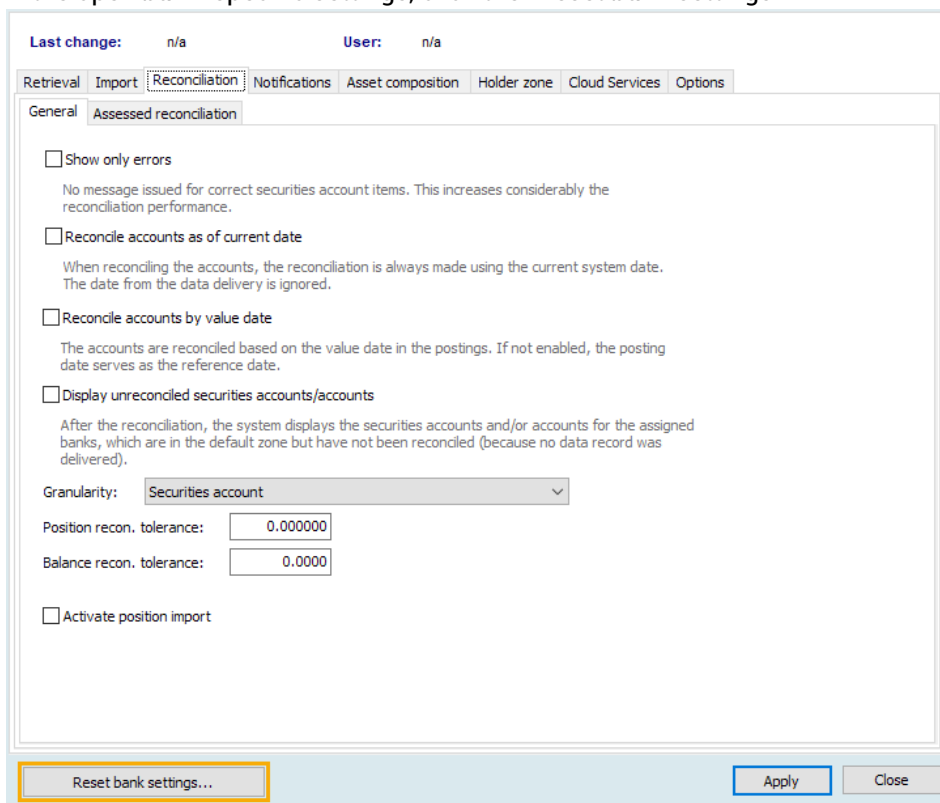 Last change: n/a User: n/a
Retrieval Import Reconciliation Notifications Asset composition Holder zone Cloud Services Options
General Assessed reconciliation
Show only errors
No message issued for correct securities account items. This increases considerably the
reconciliation performance.
Reconcile accounts as of current date
When reconciling the accounts, the reconciliation is always made using the current system date.
The date from the data delivery is ignored.
Reconcile accounts by value date
The accounts are reconciled based on the value date in the postings. If not enabled, the posting
date serves as the reference date.
Display unreconciled securities accounts/accounts
After the reconciliation, the system displays the securities accounts and/or accounts for the assigned
banks, which are in the default zone but have not been reconciled (because no data record was
delivered).
Granularity: Securities account
Position recon. tolerance: 0.000000
Balance recon. tolerance: 0.0000
Activate position import
Reset bank settings... Apply Close